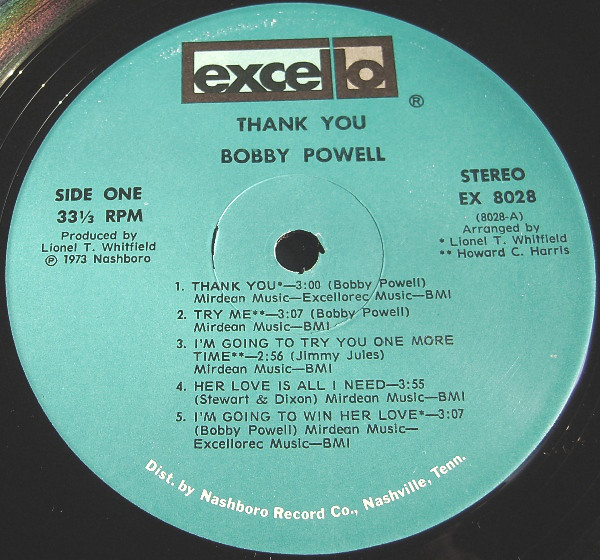 excello
®
THANK YOU
BOBBY POWELL
SIDE ONE
33⅓ RPM
Produced by
Lionel T. Whitfield
℗ 1973 Nashboro
STEREO
EX 8028
(8028-A)
Arranged by
* Lionel T. Whitfield
** Howard C. Harris
1. THANK YOU*—3:00 (Bobby Powell)
Mirdean Music—Excellorec Music—BMI
2. TRY ME**—3:07 (Bobby Powell)
Mirdean Music—BMI
3. I'M GOING TO TRY YOU ONE MORE
TIME**—2:56 (Jimmy Jules)
Mirdean Music—BMI
4. HER LOVE IS ALL I NEED—3:55
(Stewart & Dixon) Mirdean Music—BMI
5. I'M GOING TO WIN HER LOVE*—3:07
(Bobby Powell) Mirdean Music—
Excellorec Music—BMI
Dist. by Nashboro Record Co., Nashville, Tenn.